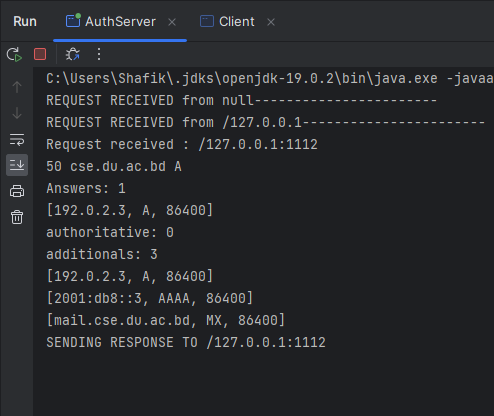 Run AuthServer Client
C:\Users\Shafik\.jdks\openjdk-19.0.2\bin\java.exe -javaa
REQUEST RECEIVED from null-----------------------
REQUEST RECEIVED from /127.0.0.1-----------------------
Request received : /127.0.0.1:1112
50 cse.du.ac.bd A
Answers: 1
[192.0.2.3, A, 86400]
authoritative: 0
additionals: 3
[192.0.2.3, A, 86400]
[2001:db8::3, AAAA, 86400]
[mail.cse.du.ac.bd, MX, 86400]
SENDING RESPONSE TO /127.0.0.1:1112